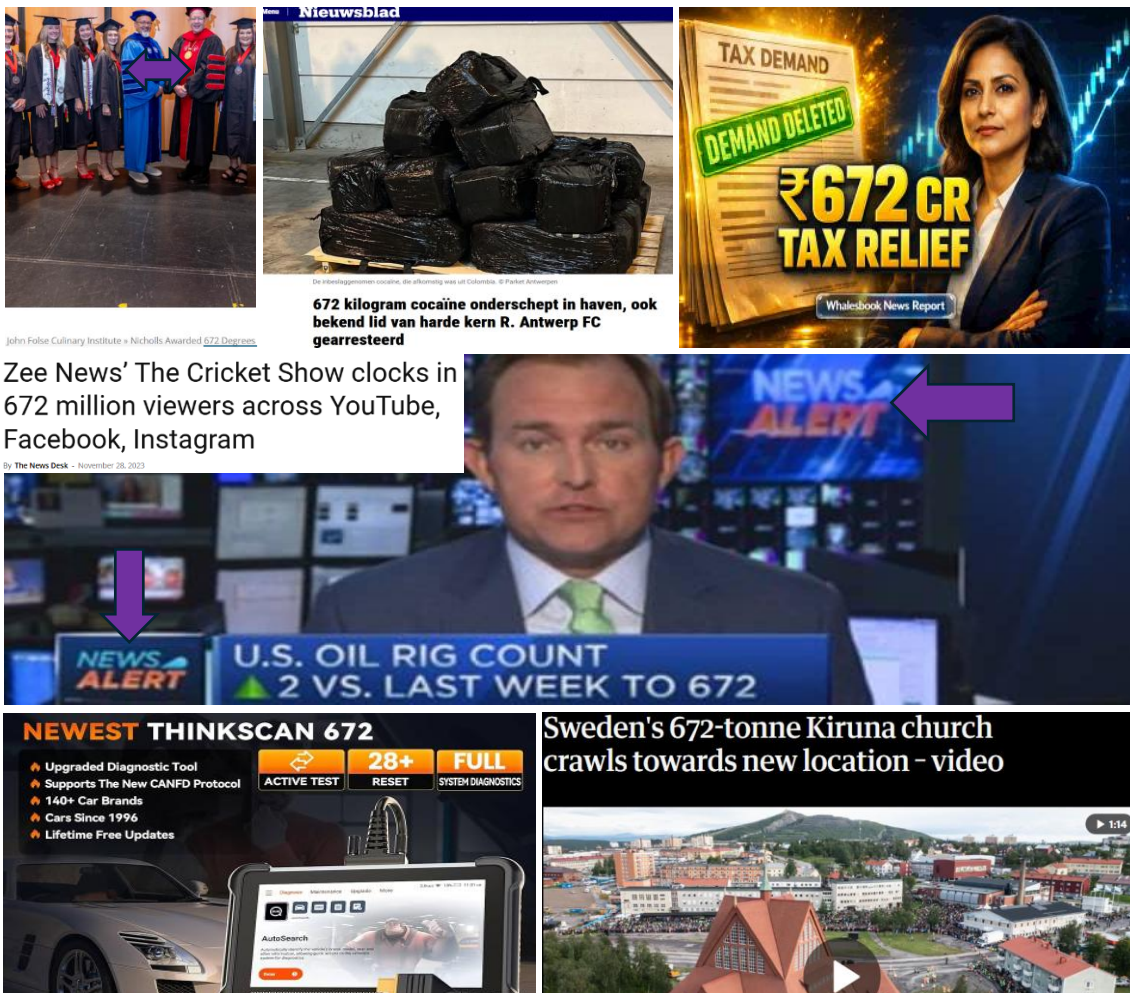 John Folse Culinary Institute » Nicholls Awarded 672 Degrees
Menu
Nieuwsblad
De inbeslaggenomen cocaïne, die afkomstig was uit Colombia. © Parket Antwerpen
672 kilogram cocaïne onderschept in haven, ook
bekend lid van harde kern R. Antwerp FC
gearresteerd
TAX DEMAND
DEMAND DELETED
₹672 CR
TAX RELIEF
Whalesbook News Report
Zee News’ The Cricket Show clocks in
672 million viewers across YouTube,
Facebook, Instagram
By The News Desk - November 28, 2023
NEWS
ALERT
NEWS
ALERT
U.S. OIL RIG COUNT
2 VS. LAST WEEK TO 672
NEWEST THINKSCAN 672
Upgraded Diagnostic Tool
Supports The New CANFD Protocol
140+ Car Brands
Cars Since 1996
Lifetime Free Updates
ACTIVE TEST
28+
RESET
FULL
SYSTEM DIAGNOSTICS
Diagnose Maintenance Upgrade More
AutoSearch
Sweden's 672-tonne Kiruna church
crawls towards new location – video
1:14